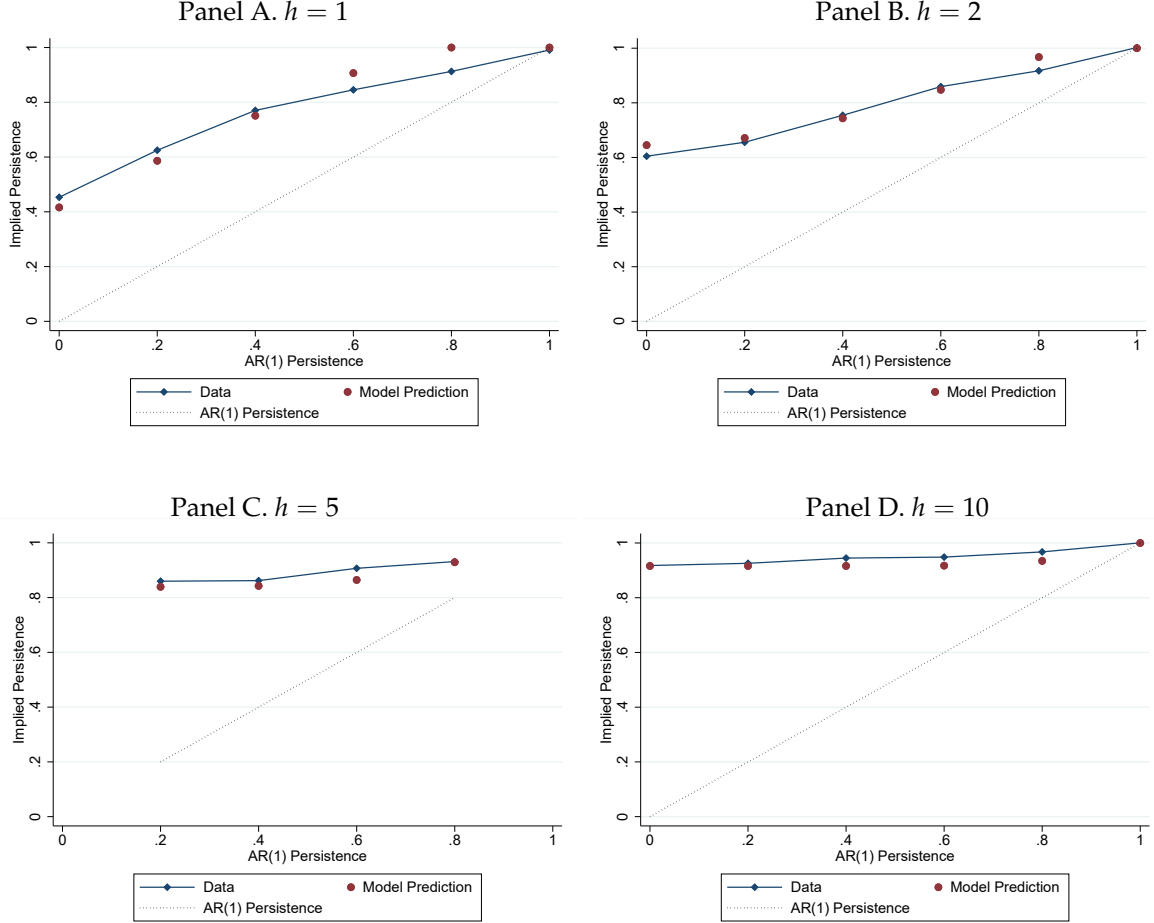 Panel A. h = 1
Implied Persistence
0 .2 .4 .6 .8 1
0 .2 .4 .6 .8 1
AR(1) Persistence
Data
Model Prediction
AR(1) Persistence
Panel B. h = 2
Implied Persistence
0 .2 .4 .6 .8 1
0 .2 .4 .6 .8 1
AR(1) Persistence
Data
Model Prediction
AR(1) Persistence
Panel C. h = 5
Implied Persistence
0 .2 .4 .6 .8 1
0 .2 .4 .6 .8 1
AR(1) Persistence
Data
Model Prediction
AR(1) Persistence
Panel D. h = 10
Implied Persistence
0 .2 .4 .6 .8 1
0 .2 .4 .6 .8 1
AR(1) Persistence
Data
Model Prediction
AR(1) Persistence